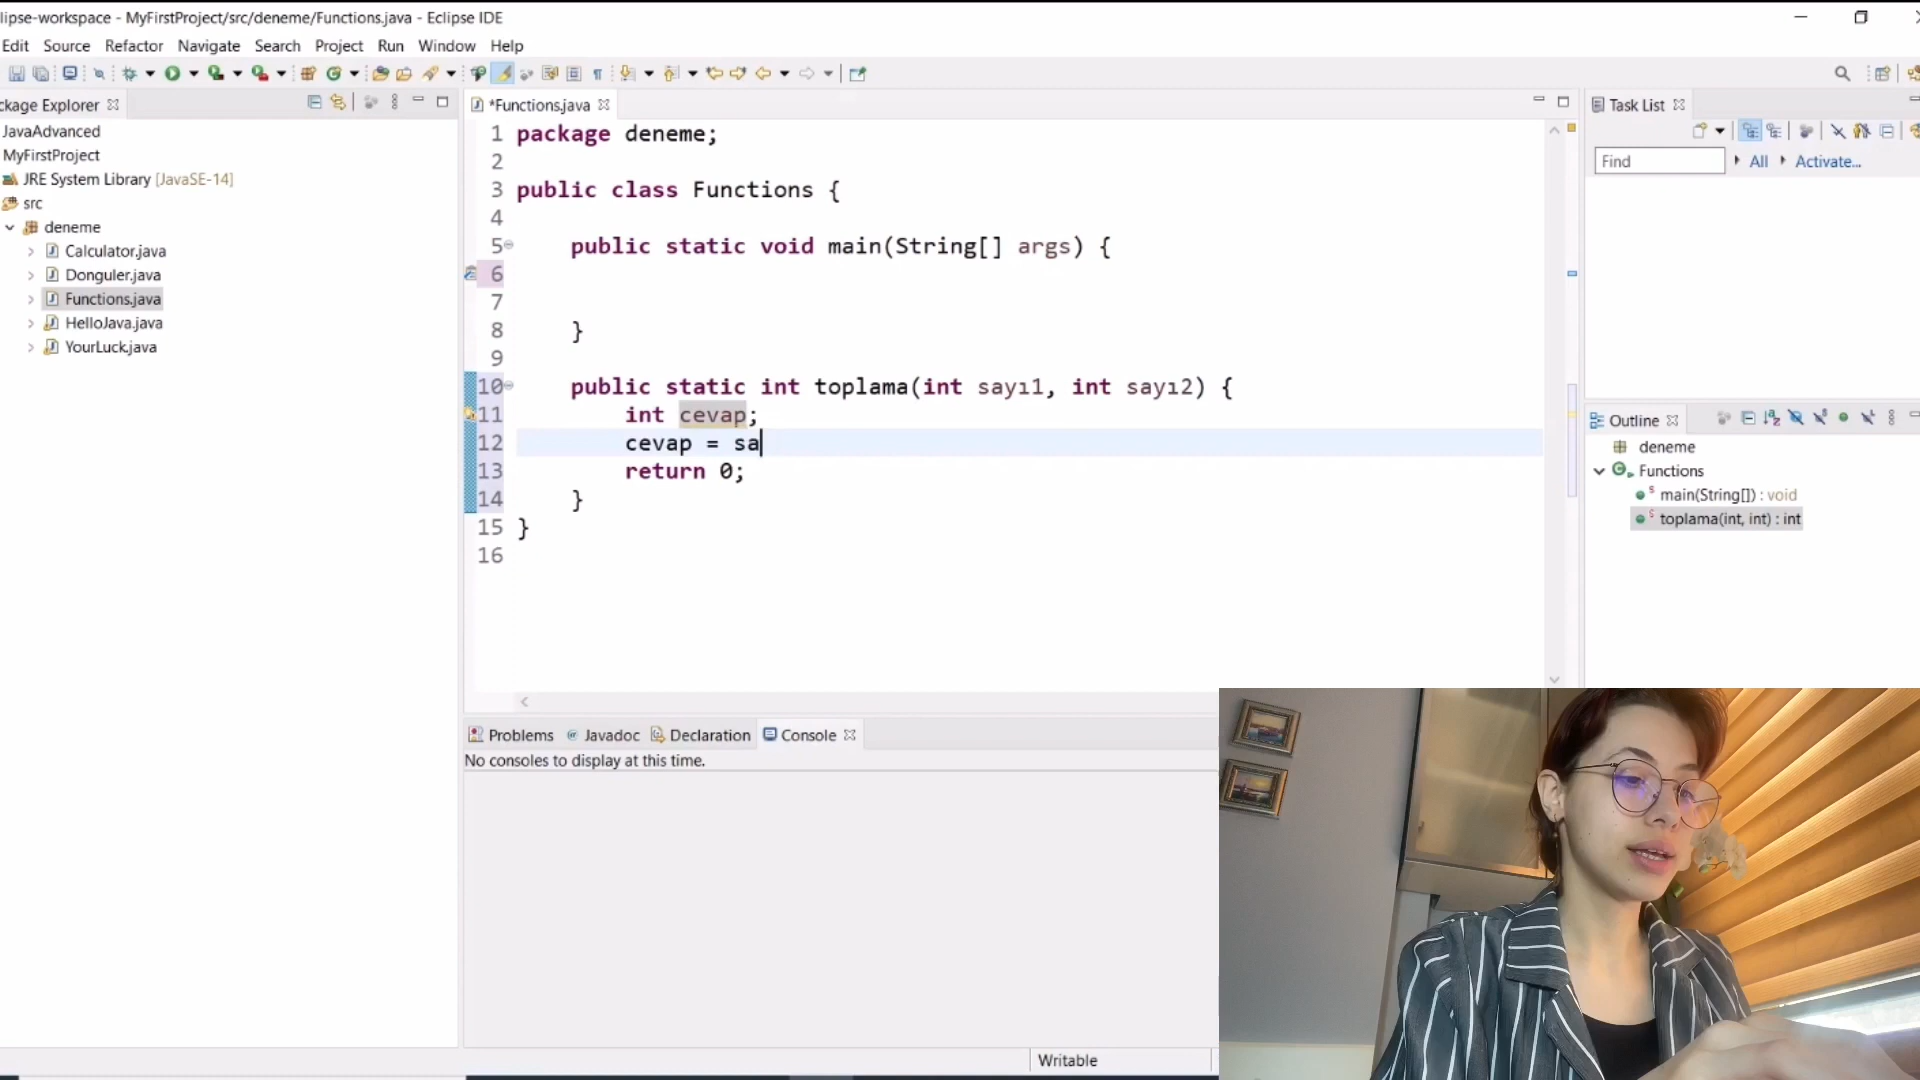 lipse-workspace - MyFirstProject/src/deneme/Functions.java - Eclipse IDE
Edit Source Refactor Navigate Search Project Run Window Help
ckage Explorer
JavaAdvanced
MyFirstProject
JRE System Library [JavaSE-14]
src
deneme
Calculator.java
Donguler.java
Functions.java
HelloJava.java
YourLuck.java
*Functions.java
1 package deneme;
2
3 public class Functions {
4
5 public static void main(String[] args) {
6
7
8 }
9
10 public static int toplama(int sayı1, int sayı2) {
11 int cevap;
12 cevap = sa
13 return 0;
14 }
15 }
16
Problems Javadoc Declaration Console
No consoles to display at this time.
Writable
Task List
Find All Activate...
Outline
deneme
Functions
main(String[]) : void
toplama(int, int) : int